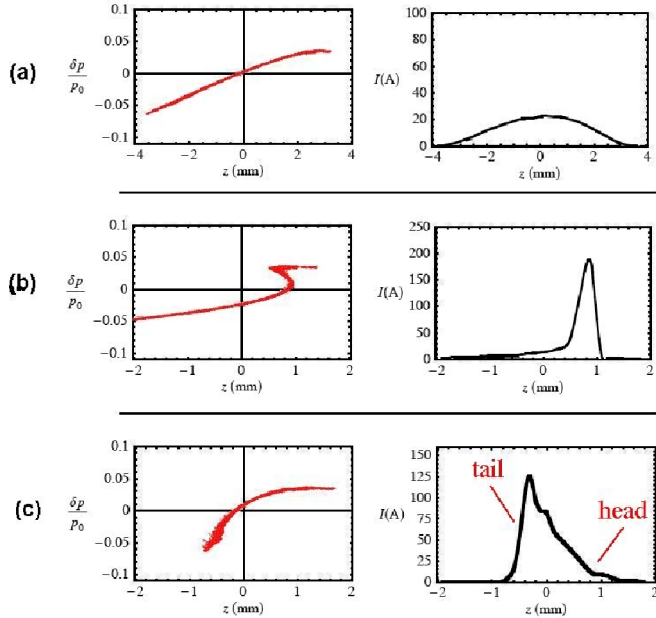 (a)
δp
p₀
0.1
0.05
0
−0.05
−0.1
−4 −2 0 2 4
z (mm)
I(A)
100
80
60
40
20
0
−4 −2 0 2 4
z (mm)
(b)
δp
p₀
0.1
0.05
0
−0.05
−0.1
−2 −1 0 1 2
z (mm)
I(A)
250
200
150
100
50
0
−2 −1 0 1 2
z (mm)
(c)
δp
p₀
0.1
0.05
0
−0.05
−0.1
−2 −1 0 1 2
z (mm)
I(A)
125
100
75
50
25
0
tail
head
−2 −1 0 1 2
z (mm)